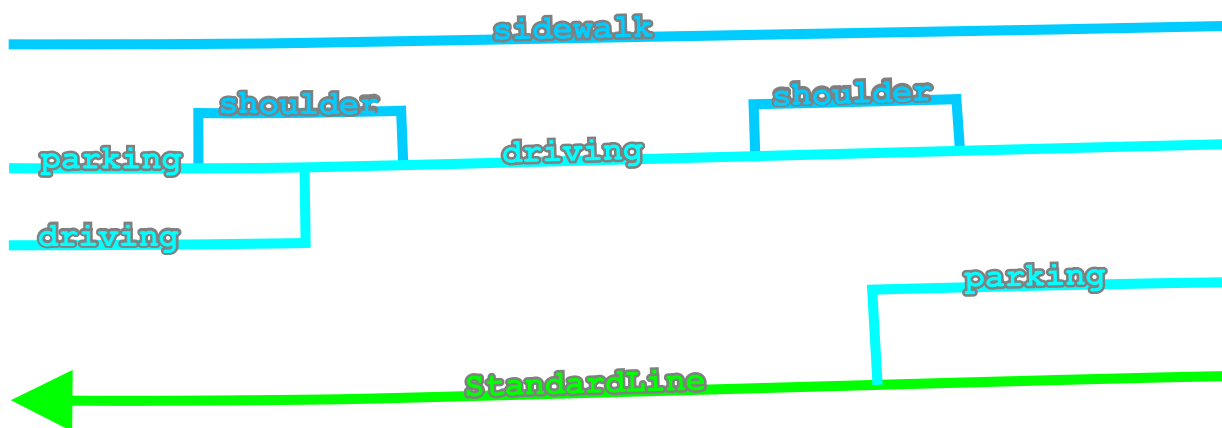 sidewalk
shoulder
shoulder
parking
driving
driving
parking
StandardLine